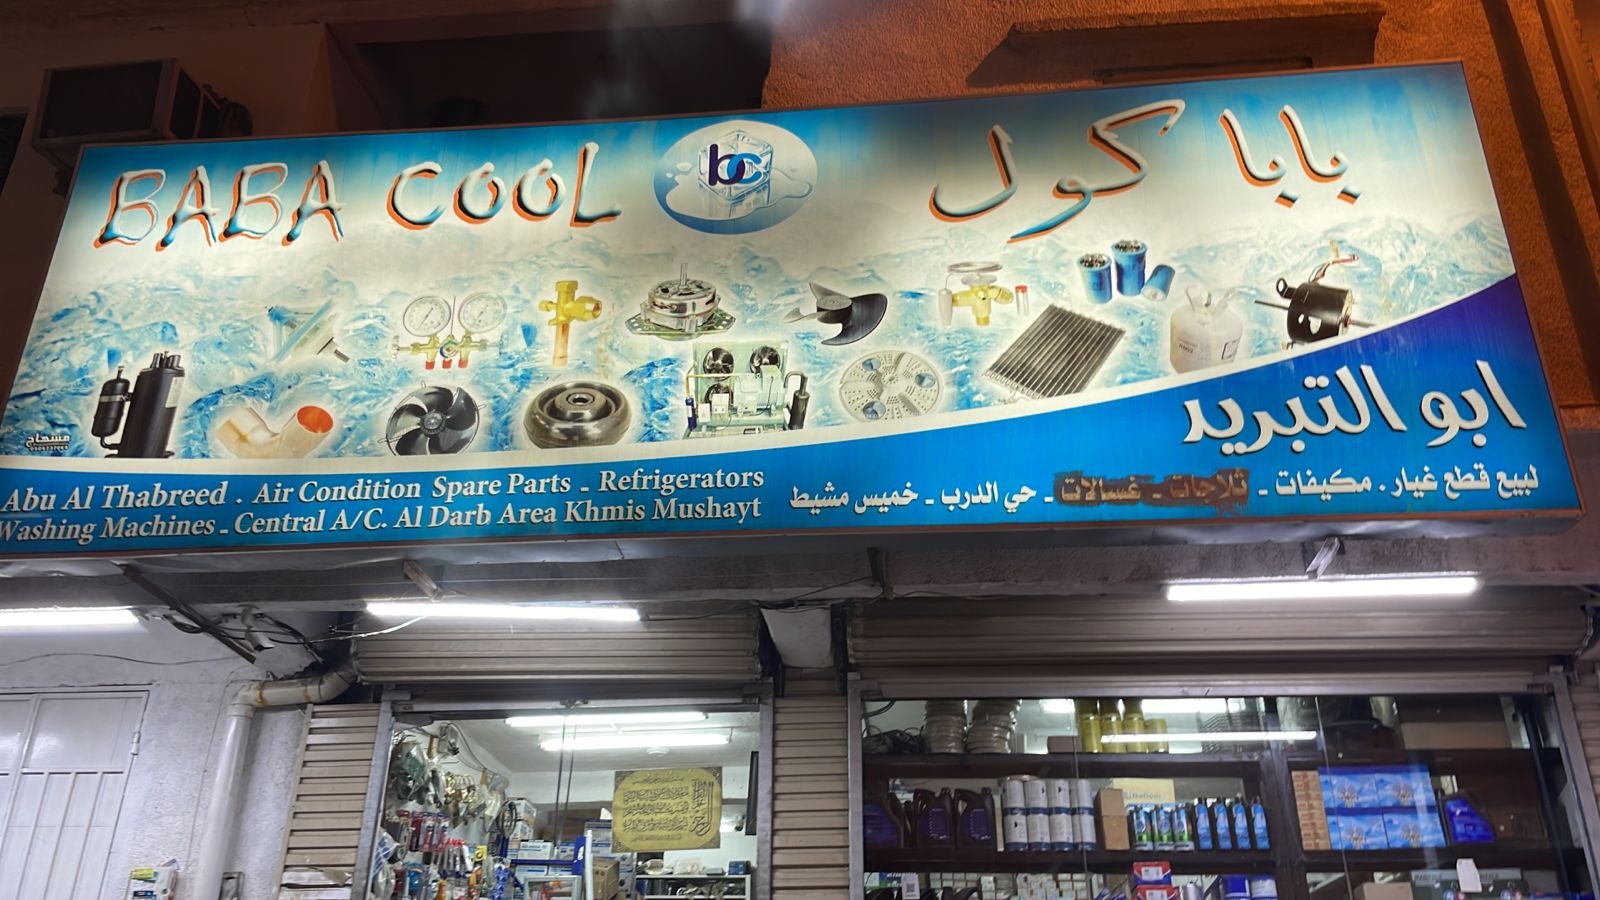 BABA COOL
bc
بابا كول
ابو التبريد
لبيع قطع غيار . مكيفات - ثلاجات - غسالات - حي الدرب - خميس مشيط
Abu Al Thabreed . Air Condition Spare Parts - Refrigerators
Washing Machines - Central A/C. Al Darb Area Khmis Mushayt